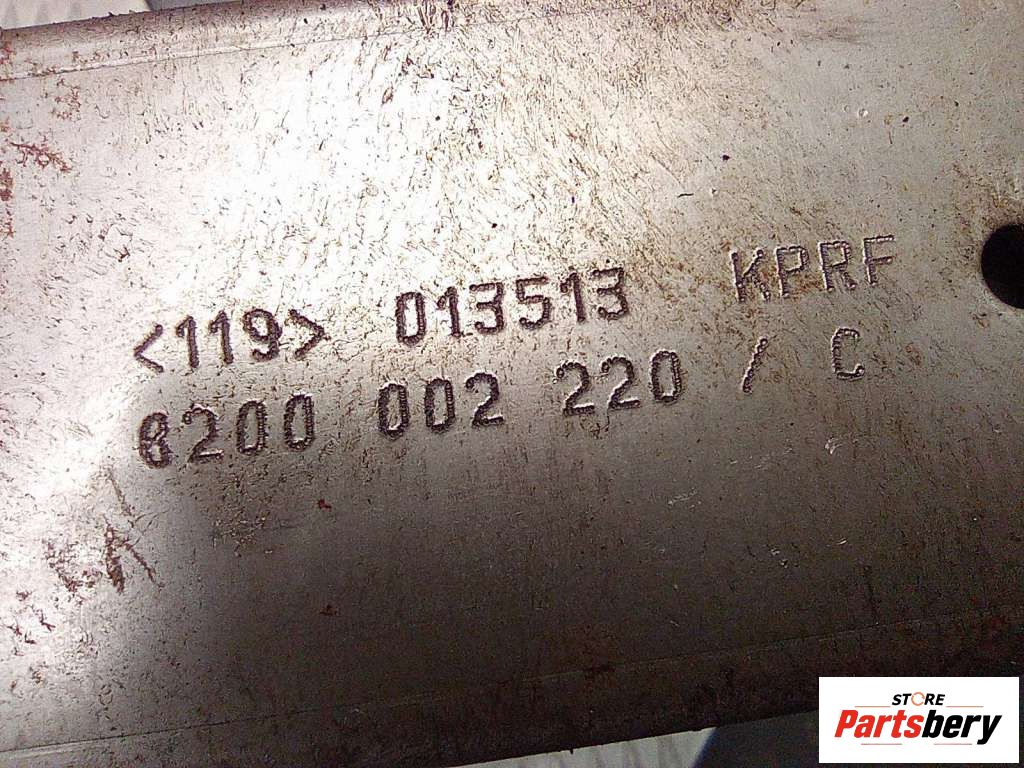 <119> 013513 KPRF
8200 002 220 / C
STORE
Partsbery